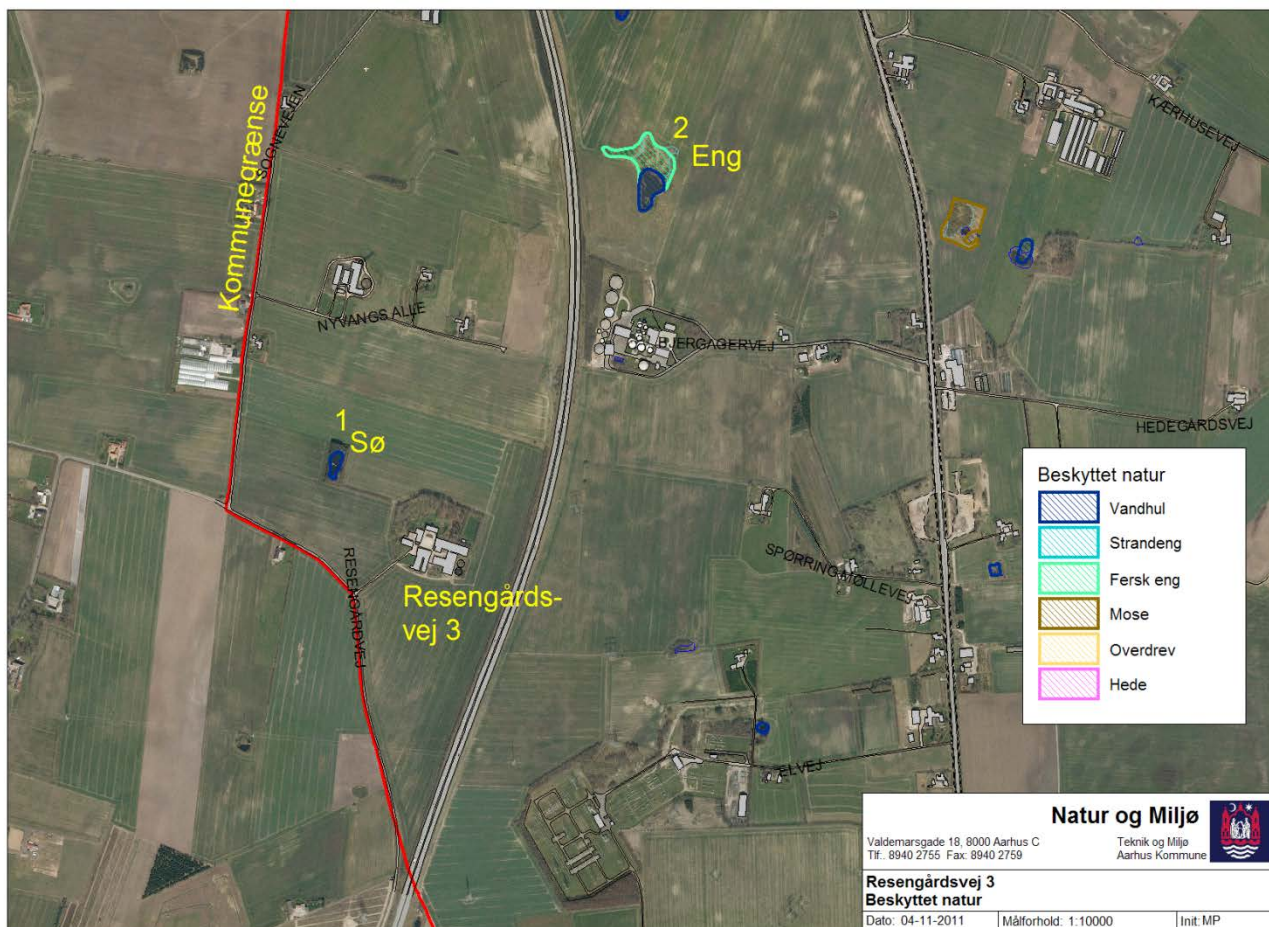 Kommunegrænse
SOGNEVEJEN
2
Eng
KÆRHUSEVEJ
NYVANGS ALLE
BJERGAGERVEJ
1
Sø
HEDEGÅRDSVEJ
RESENGÅRDVEJ
Resengårds-
vej 3
SPØRRING MØLLEVEJ
ELVEJ
Beskyttet natur
Vandhul
Strandeng
Fersk eng
Mose
Overdrev
Hede
Natur og Miljø
Valdemarsgade 18, 8000 Aarhus C
Tlf.: 8940 2755 Fax: 8940 2759
Teknik og Miljø
Aarhus Kommune
Resengårdsvej 3
Beskyttet natur
Dato: 04-11-2011
Målforhold: 1:10000
Init: MP